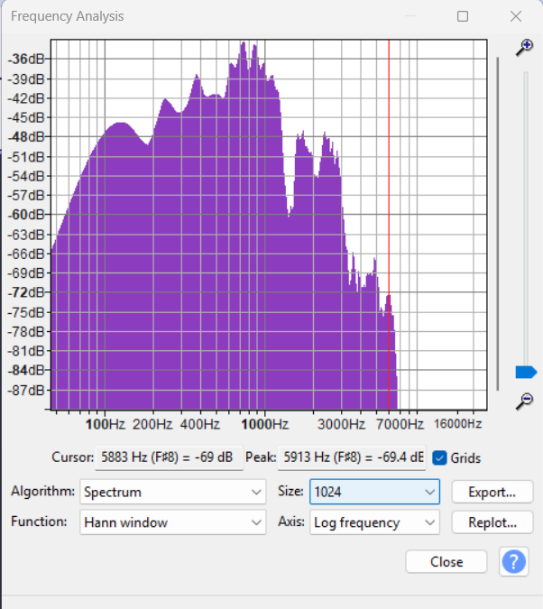 Frequency Analysis
-36dB
-39dB
-42dB
-45dB
-48dB
-51dB
-54dB
-57dB
-60dB
-63dB
-66dB
-69dB
-72dB
-75dB
-78dB
-81dB
-84dB
-87dB
100Hz 200Hz 400Hz 1000Hz 3000Hz 7000Hz 16000Hz
Cursor: 5883 Hz (F♯8) = -69 dB Peak: 5913 Hz (F♯8) = -69.4 dB Grids
Algorithm: Spectrum Size: 1024 Export...
Function: Hann window Axis: Log frequency Replot...
Close ?